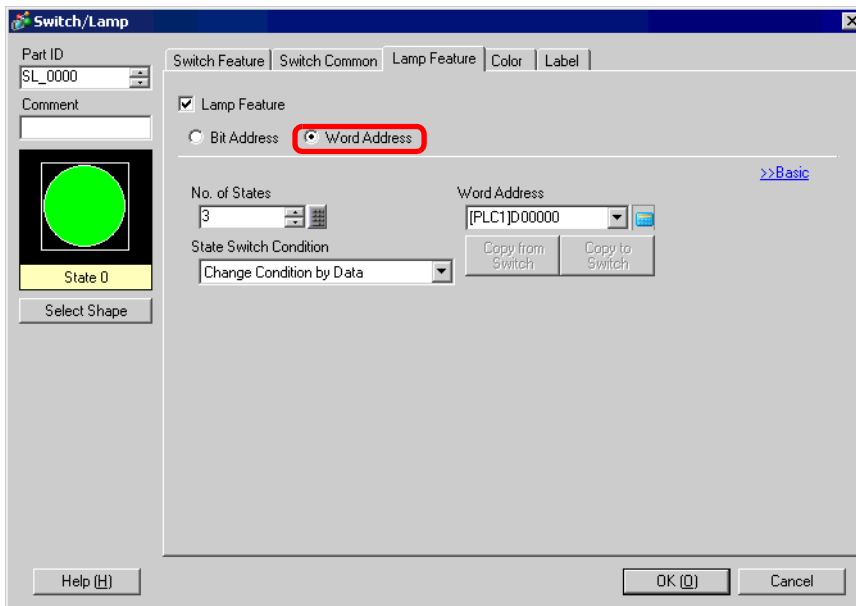 Switch/Lamp
Part ID
SL_0000
Comment
State 0
Select Shape
Switch Feature Switch Common Lamp Feature Color Label
Lamp Feature
Bit Address Word Address
>>Basic
No. of States Word Address
3 [PLC1]D00000
State Switch Condition
Change Condition by Data
Copy from
Switch
Copy to
Switch
Help (H) OK (O) Cancel